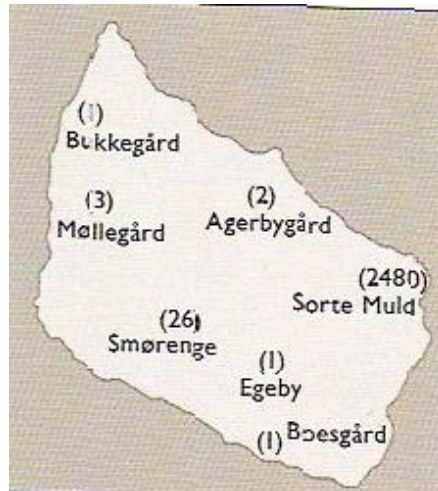 (1)
Bukkegård
(3)
Møllegård
(2)
Agerbygård
(2480)
Sorte Muld
(26)
Smørenge
(1)
Egeby
(1) Boesgård